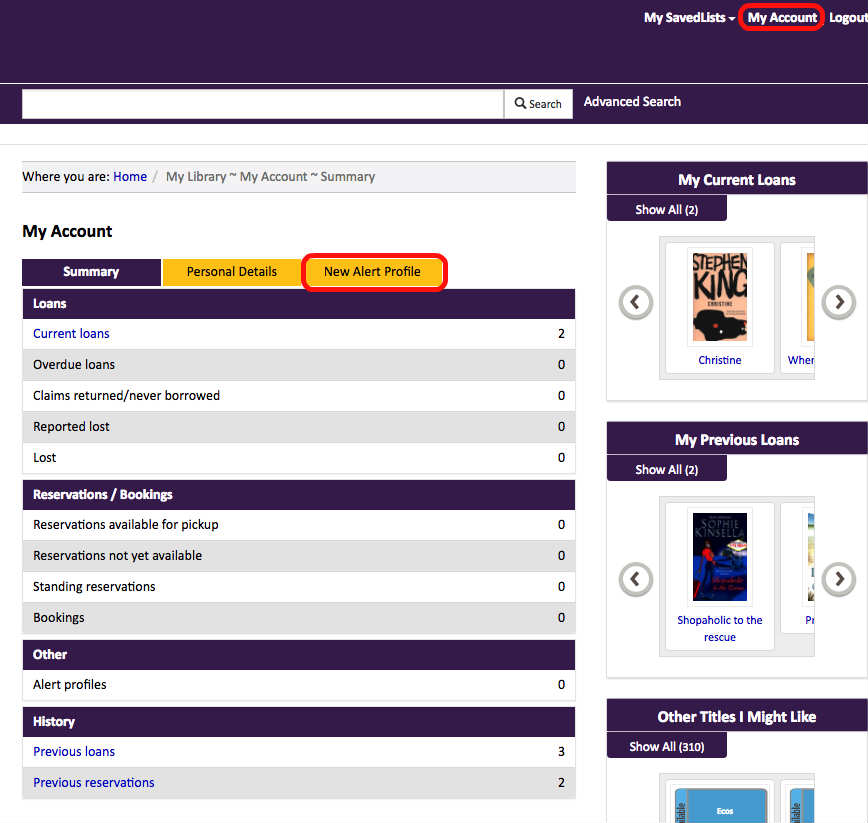 My SavedLists
My Account
Logout
Search
Advanced Search
Where you are: Home / My Library ~ My Account ~ Summary
My Account
Summary
Personal Details
New Alert Profile
Loans
Current loans 2
Overdue loans 0
Claims returned/never borrowed 0
Reported lost 0
Lost 0
Reservations / Bookings
Reservations available for pickup 0
Reservations not yet available 0
Standing reservations 0
Bookings 0
Other
Alert profiles 0
History
Previous loans 3
Previous reservations 2
My Current Loans
Show All (2)
STEPHEN
KING
CHRISTINE
Christine
When
My Previous Loans
Show All (2)
SOPHIE
KINSELLA
Shopaholic to the
rescue
Pr
Other Titles I Might Like
Show All (310)
Ecos